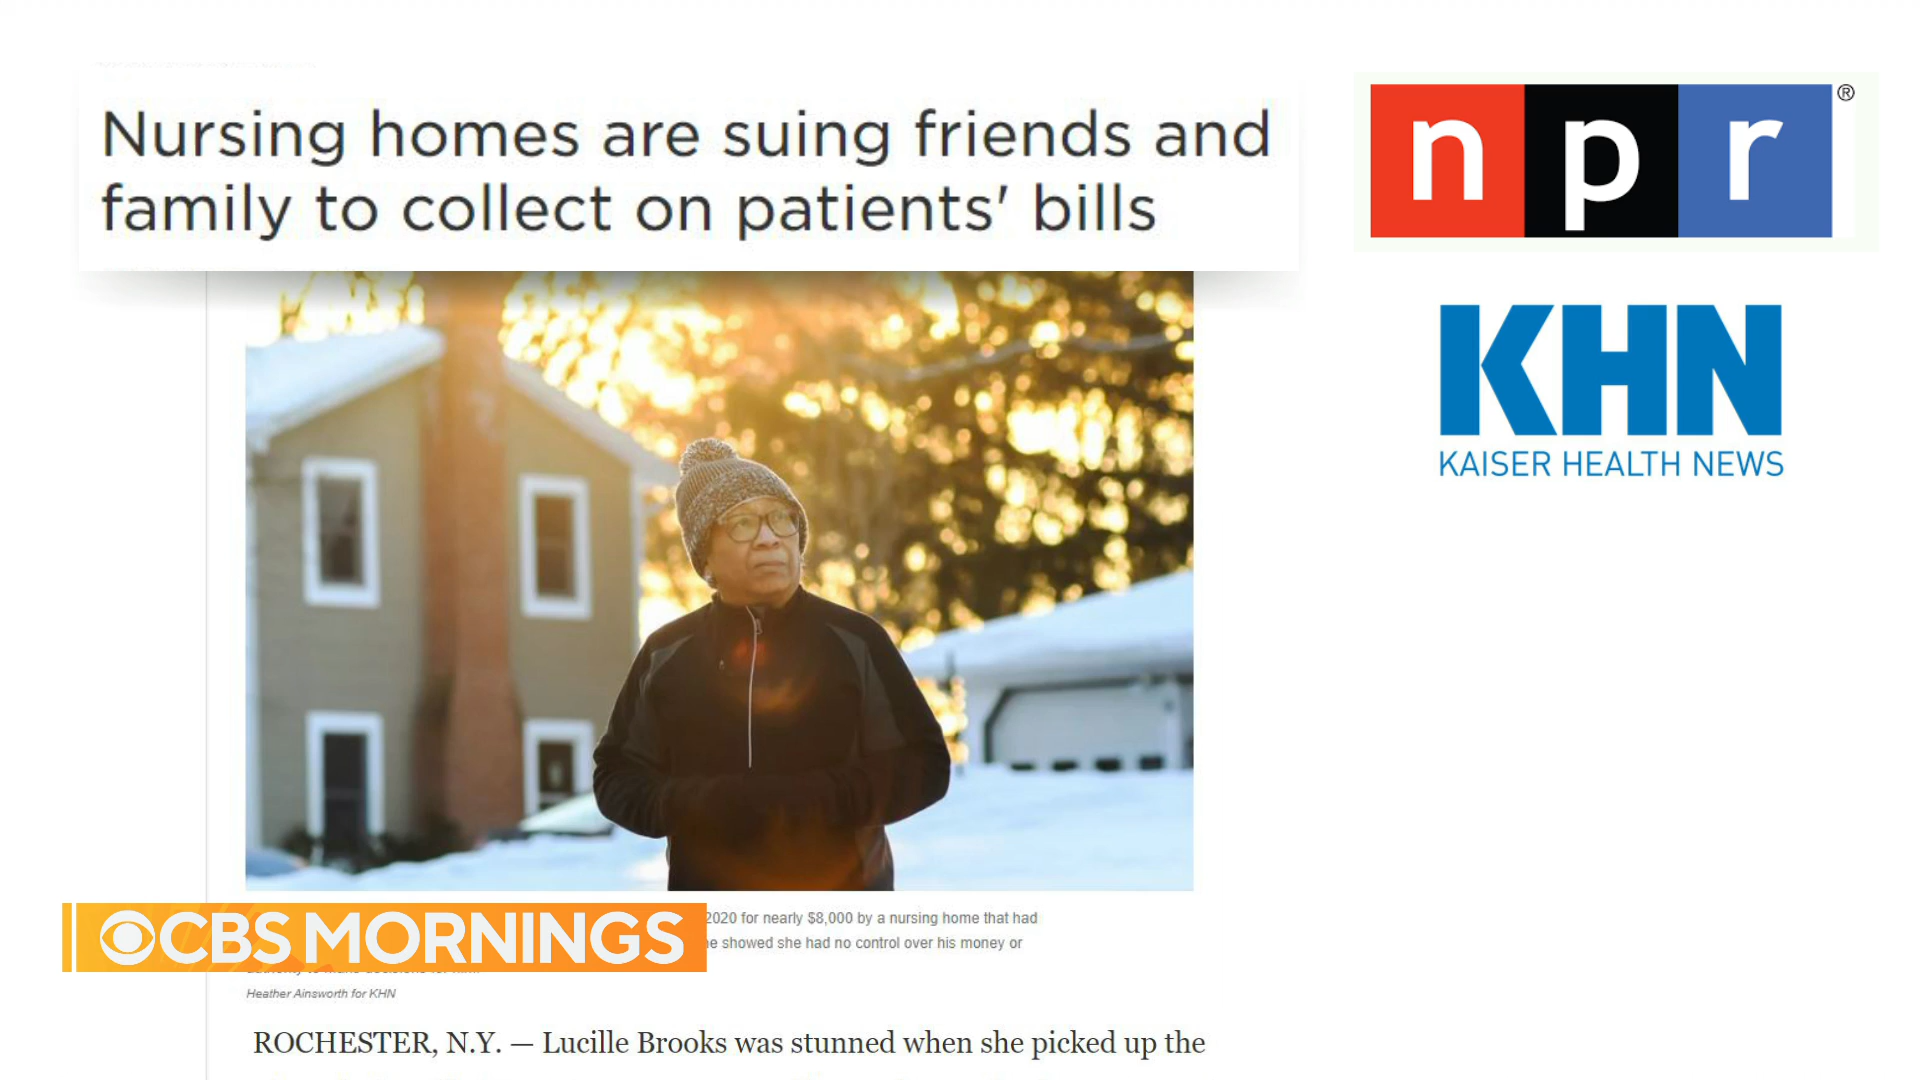 Nursing homes are suing friends and
family to collect on patients' bills
npr®
KHN
KAISER HEALTH NEWS
2020 for nearly $8,000 by a nursing home that had
showed she had no control over his money or
CBS MORNINGS
Heather Ainsworth for KHN
ROCHESTER, N.Y. — Lucille Brooks was stunned when she picked up the